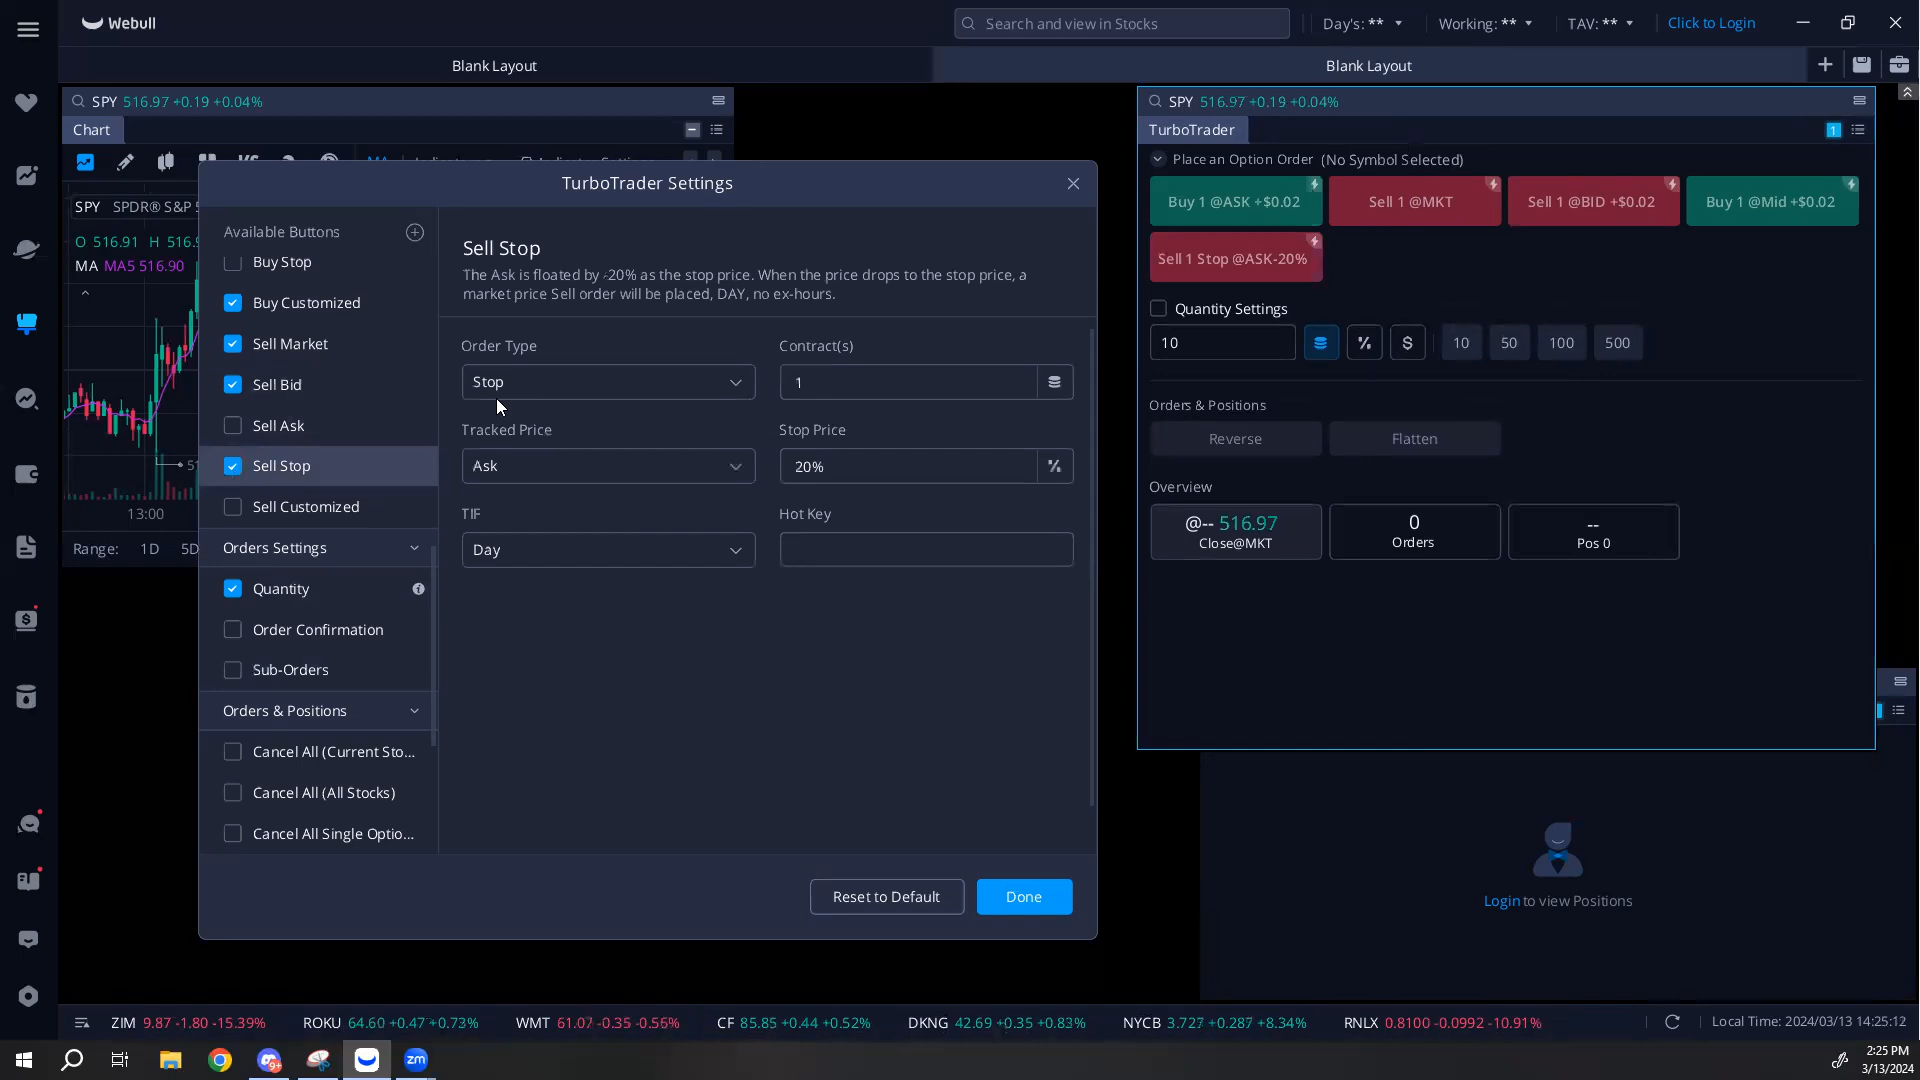 Webull
Search and view in Stocks
Day's: **
Working: **
TAV: **
Click to Login
Blank Layout
Blank Layout
SPY 516.97 +0.19 +0.04%
Chart
SPY SPDR® S&P
O 516.91 H 516.9
MA MA5 516.90
13:00
Range: 1D 5D
TurboTrader Settings
Available Buttons
Buy Stop
Buy Customized
Sell Market
Sell Bid
Sell Ask
Sell Stop
Sell Customized
Orders Settings
Quantity
Order Confirmation
Sub-Orders
Orders & Positions
Cancel All (Current Sto...
Cancel All (All Stocks)
Cancel All Single Optio...
Sell Stop
The Ask is floated by -20% as the stop price. When the price drops to the stop price, a
market price Sell order will be placed, DAY, no ex-hours.
Order Type
Contract(s)
Stop
1
Tracked Price
Stop Price
Ask
20%
TIF
Hot Key
Day
Reset to Default
Done
SPY 516.97 +0.19 +0.04%
TurboTrader
1
Place an Option Order (No Symbol Selected)
Buy 1 @ASK +$0.02
Sell 1 @MKT
Sell 1 @BID +$0.02
Buy 1 @Mid +$0.02
Sell 1 Stop @ASK-20%
Quantity Settings
10
%
$
10
50
100
500
Orders & Positions
Reverse
Flatten
Overview
@-- 516.97
Close@MKT
0
Orders
--
Pos 0
Login to view Positions
ZIM 9.87 -1.80 -15.39%
ROKU 64.60 +0.47 +0.73%
WMT 61.07 -0.35 -0.56%
CF 85.85 +0.44 +0.52%
DKNG 42.69 +0.35 +0.83%
NYCB 3.727 +0.287 +8.34%
RNLX 0.8100 -0.0992 -10.91%
Local Time: 2024/03/13 14:25:12
9+
zm
2:25 PM
3/13/2024